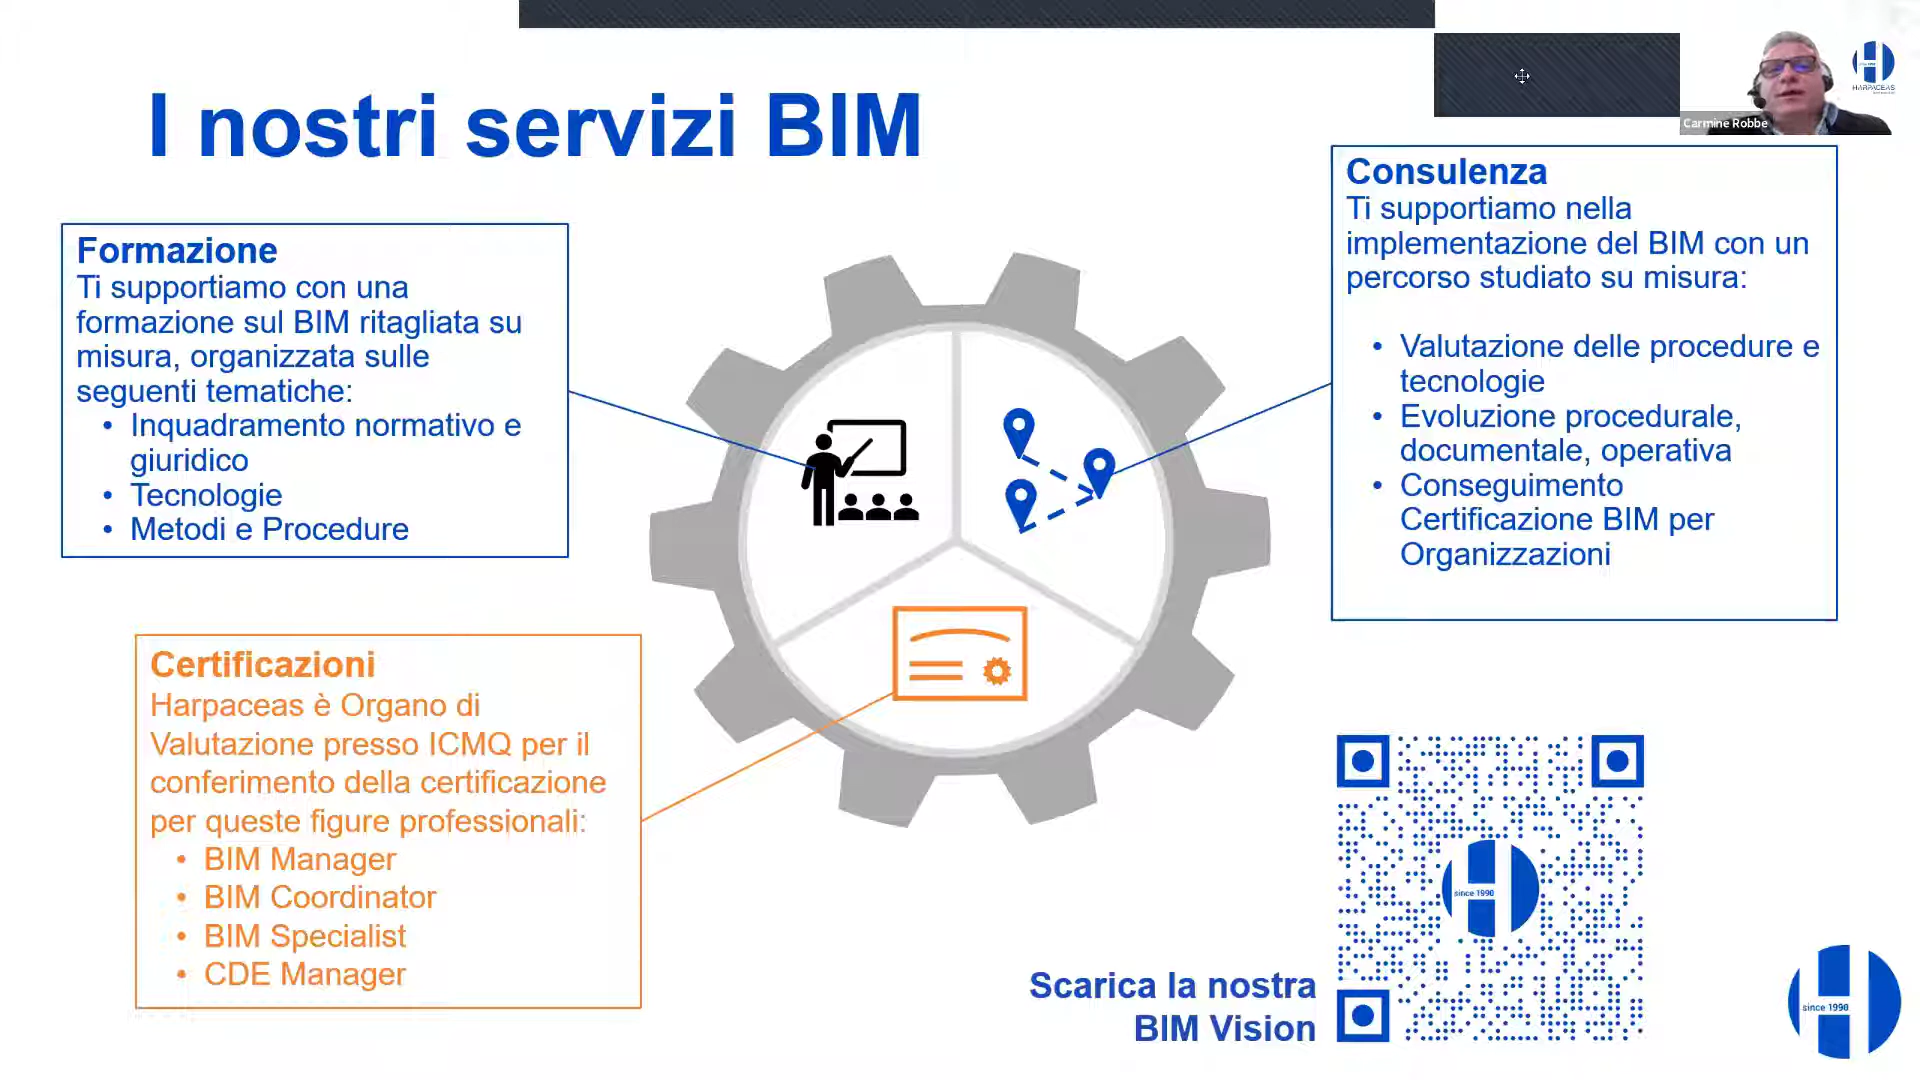 I nostri servizi BIM
HARPACEAS
Carmine Robbe
Formazione
Ti supportiamo con una
formazione sul BIM ritagliata su
misura, organizzata sulle
seguenti tematiche:
• Inquadramento normativo e
giuridico
• Tecnologie
• Metodi e Procedure
Consulenza
Ti supportiamo nella
implementazione del BIM con un
percorso studiato su misura:
• Valutazione delle procedure e
tecnologie
• Evoluzione procedurale,
documentale, operativa
• Conseguimento
Certificazione BIM per
Organizzazioni
Certificazioni
Harpaceas è Organo di
Valutazione presso ICMQ per il
conferimento della certificazione
per queste figure professionali:
• BIM Manager
• BIM Coordinator
• BIM Specialist
• CDE Manager
Scarica la nostra
BIM Vision
since 1990
since 1990